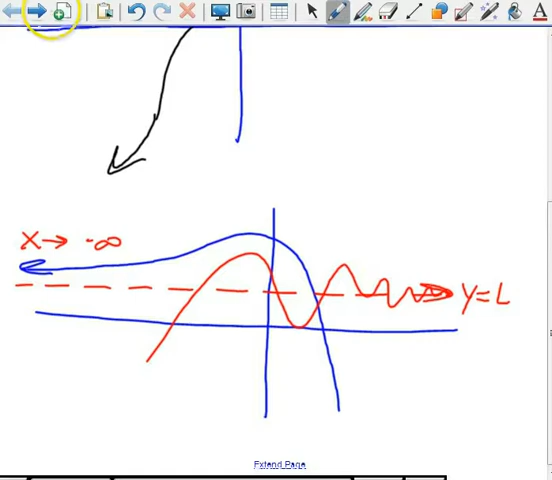 X → -∞
y = L
Extend Page